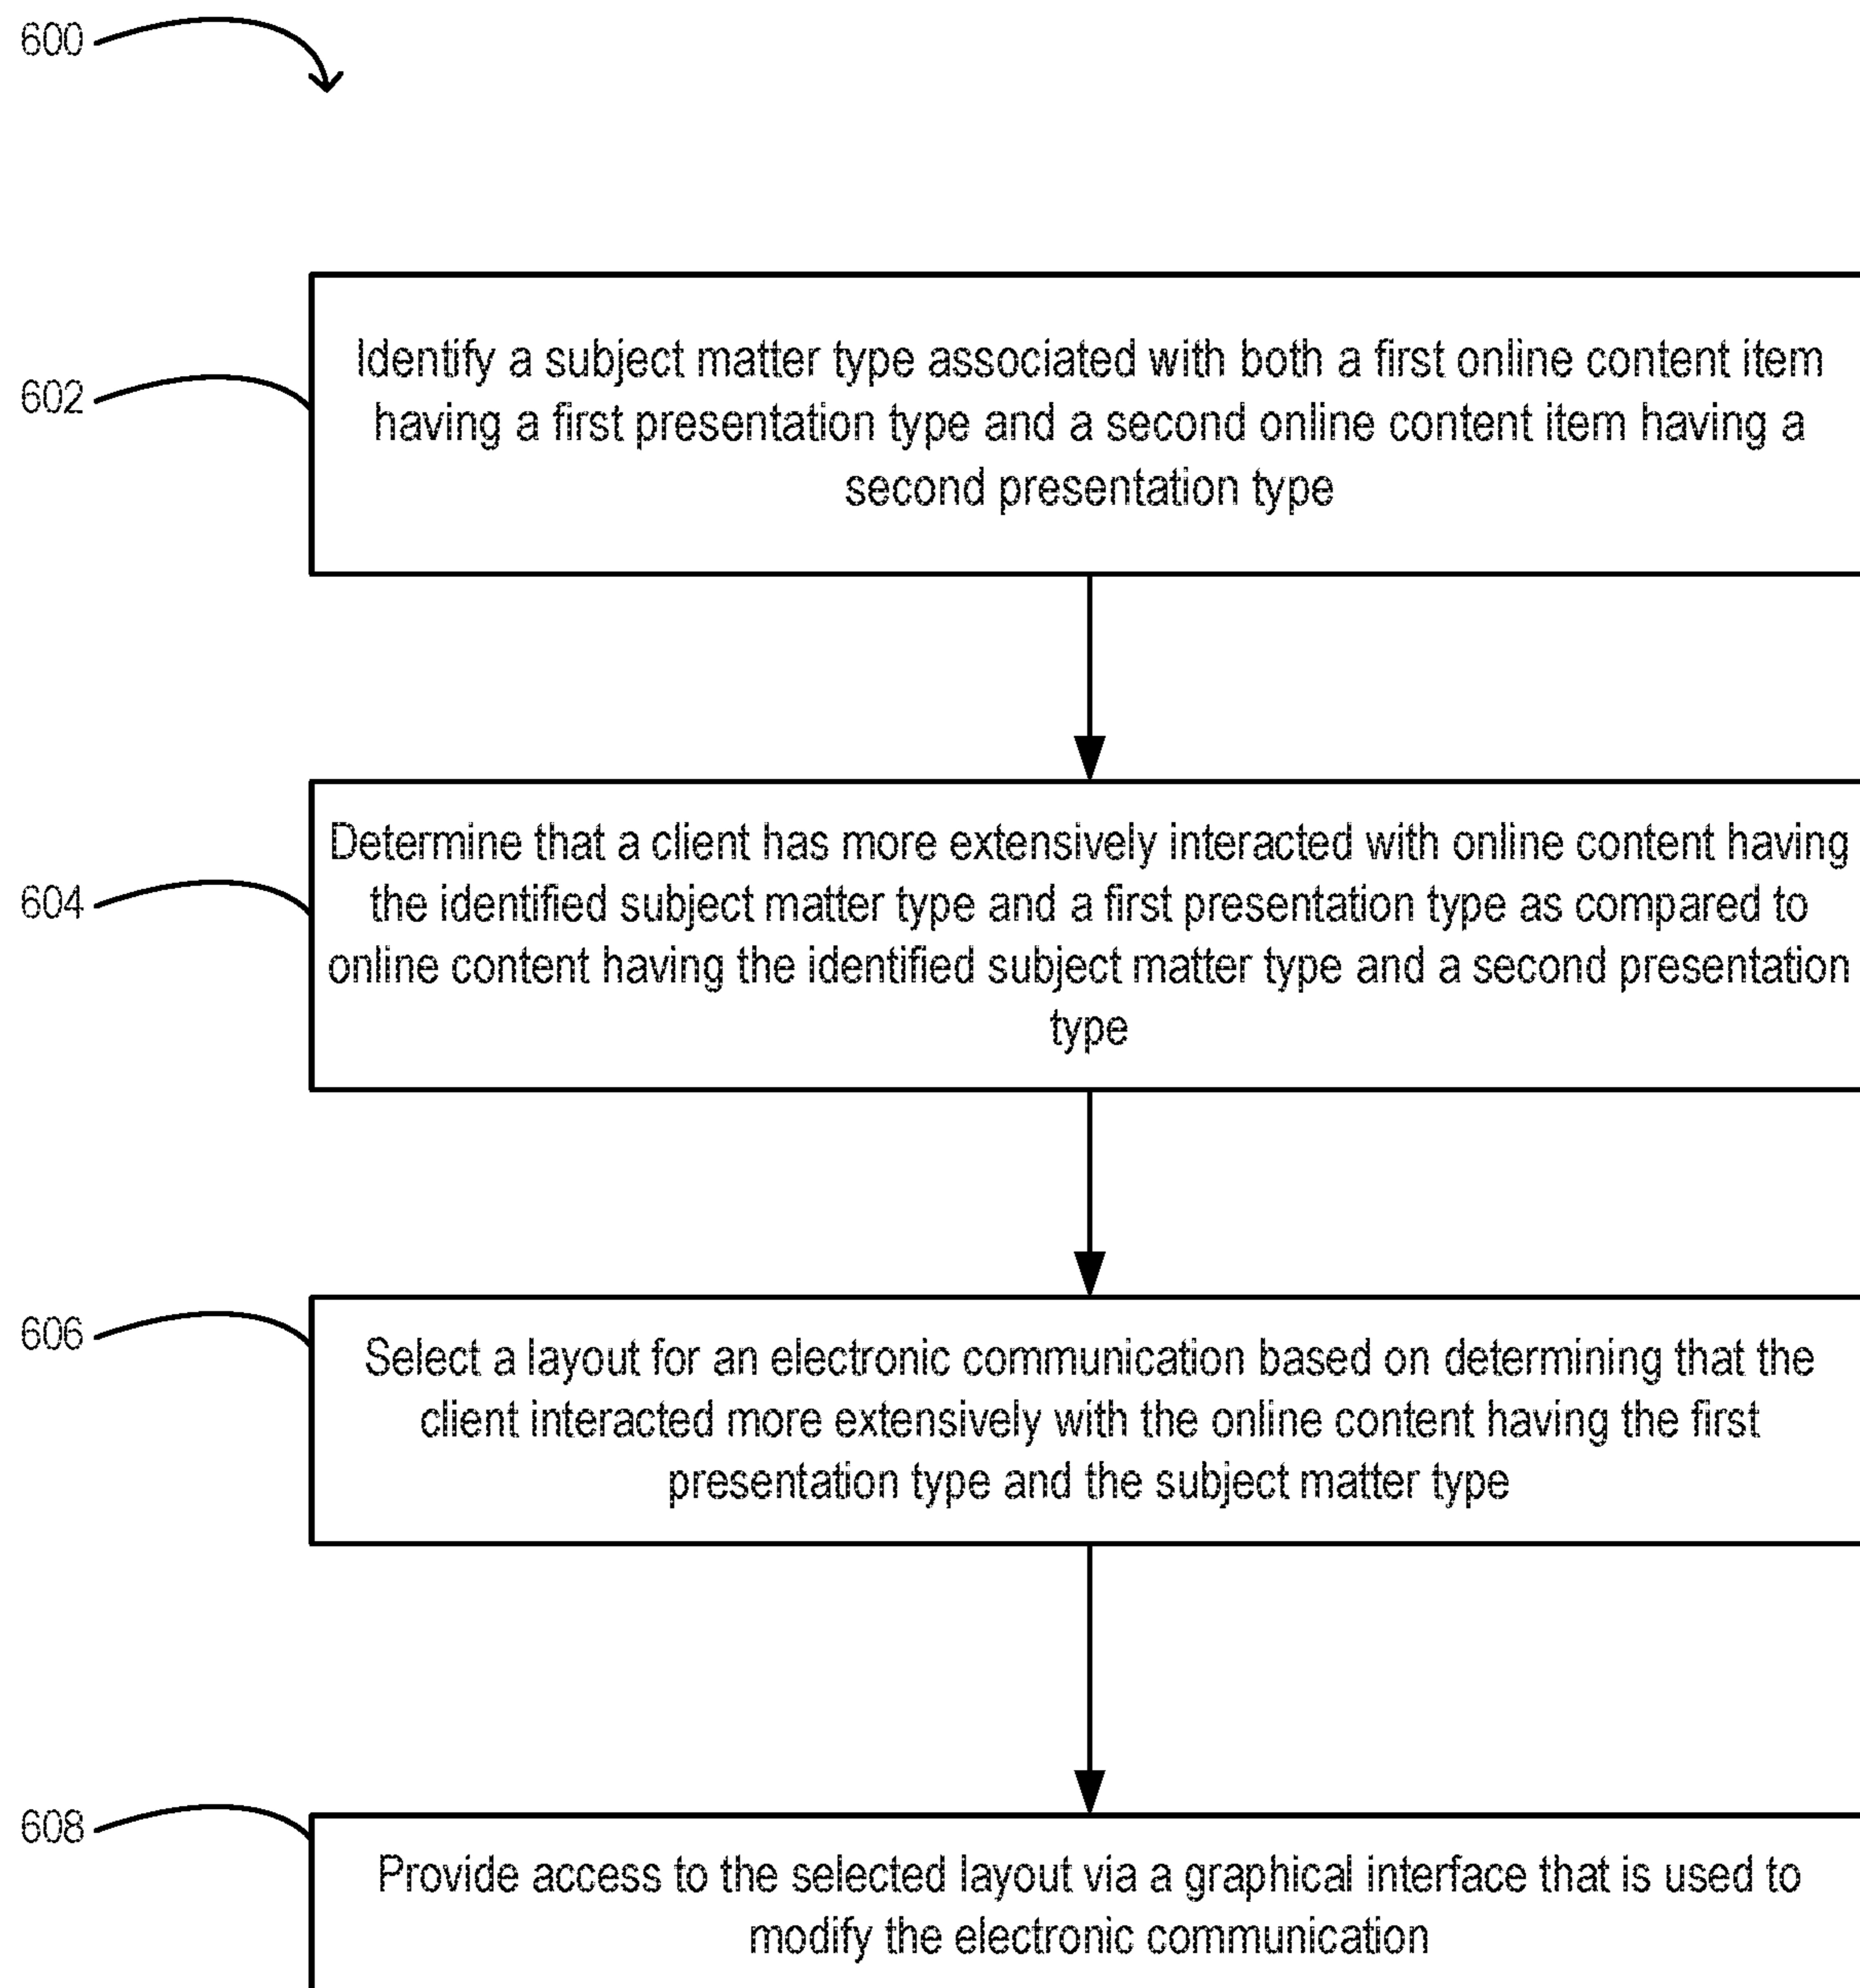 600
602
Identify a subject matter type associated with both a first online content item
having a first presentation type and a second online content item having a
second presentation type
604
Determine that a client has more extensively interacted with online content having
the identified subject matter type and a first presentation type as compared to
online content having the identified subject matter type and a second presentation
type
606
Select a layout for an electronic communication based on determining that the
client interacted more extensively with the online content having the first
presentation type and the subject matter type
608
Provide access to the selected layout via a graphical interface that is used to
modify the electronic communication